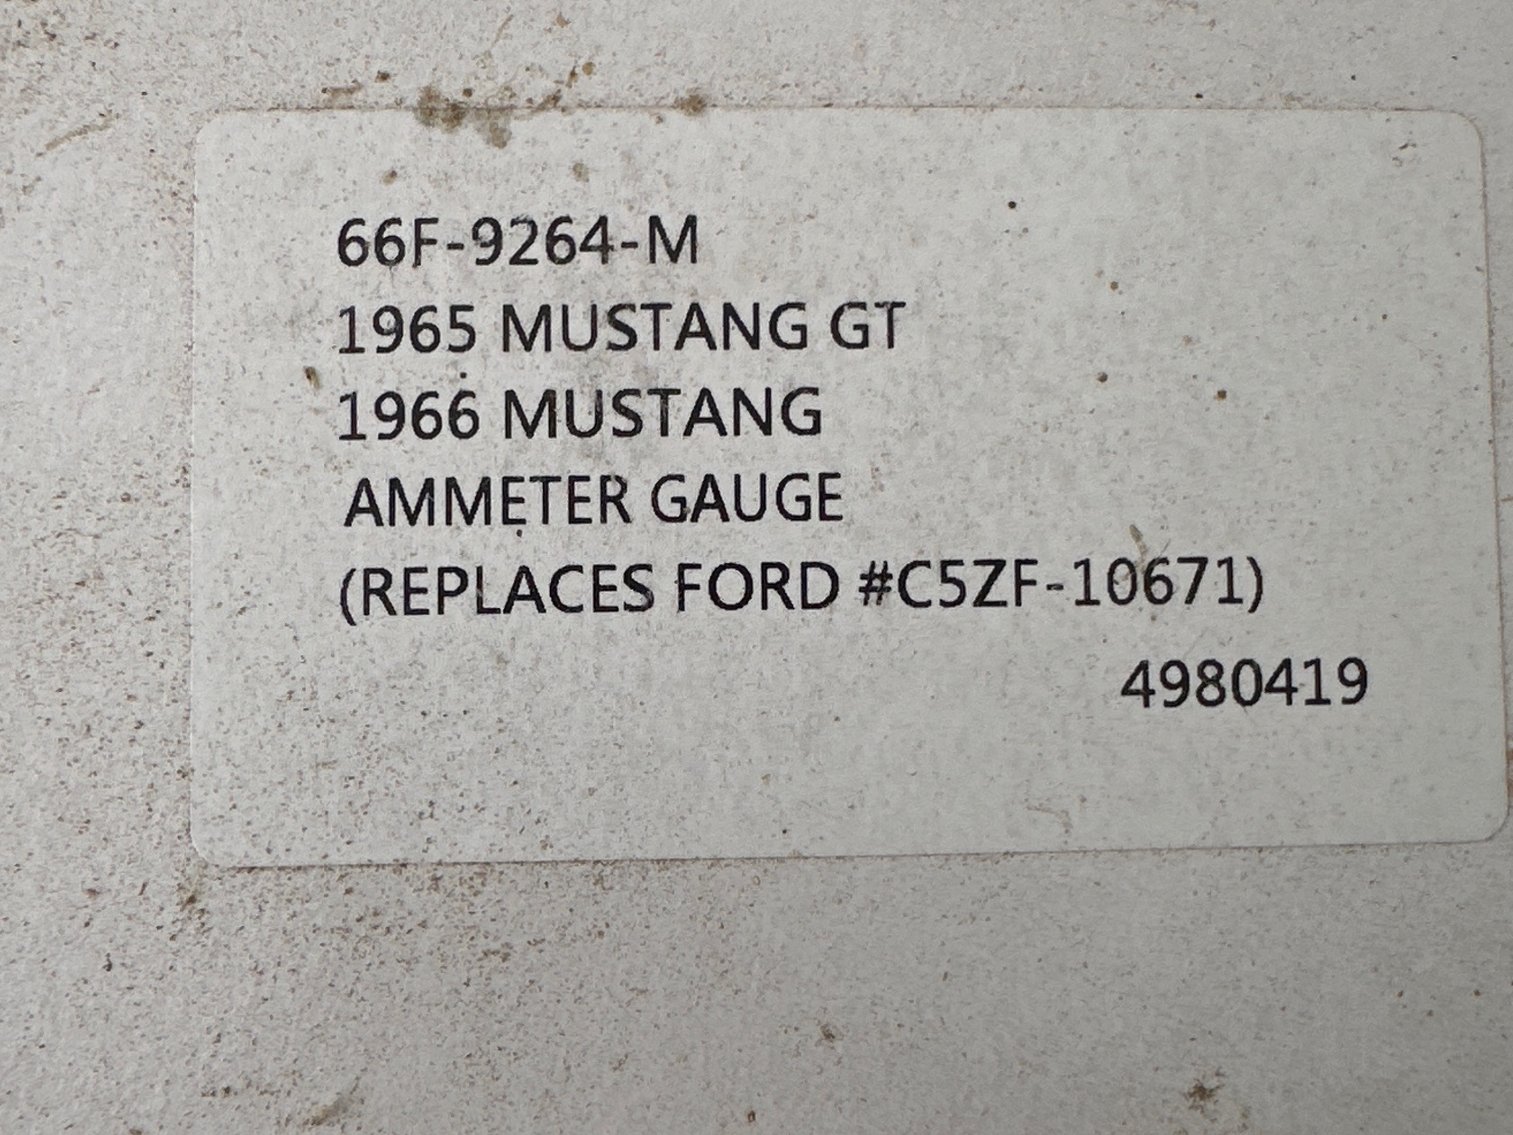 66F-9264-M
1965 MUSTANG GT
1966 MUSTANG
AMMETER GAUGE
(REPLACES FORD #C5ZF-10671)
4980419